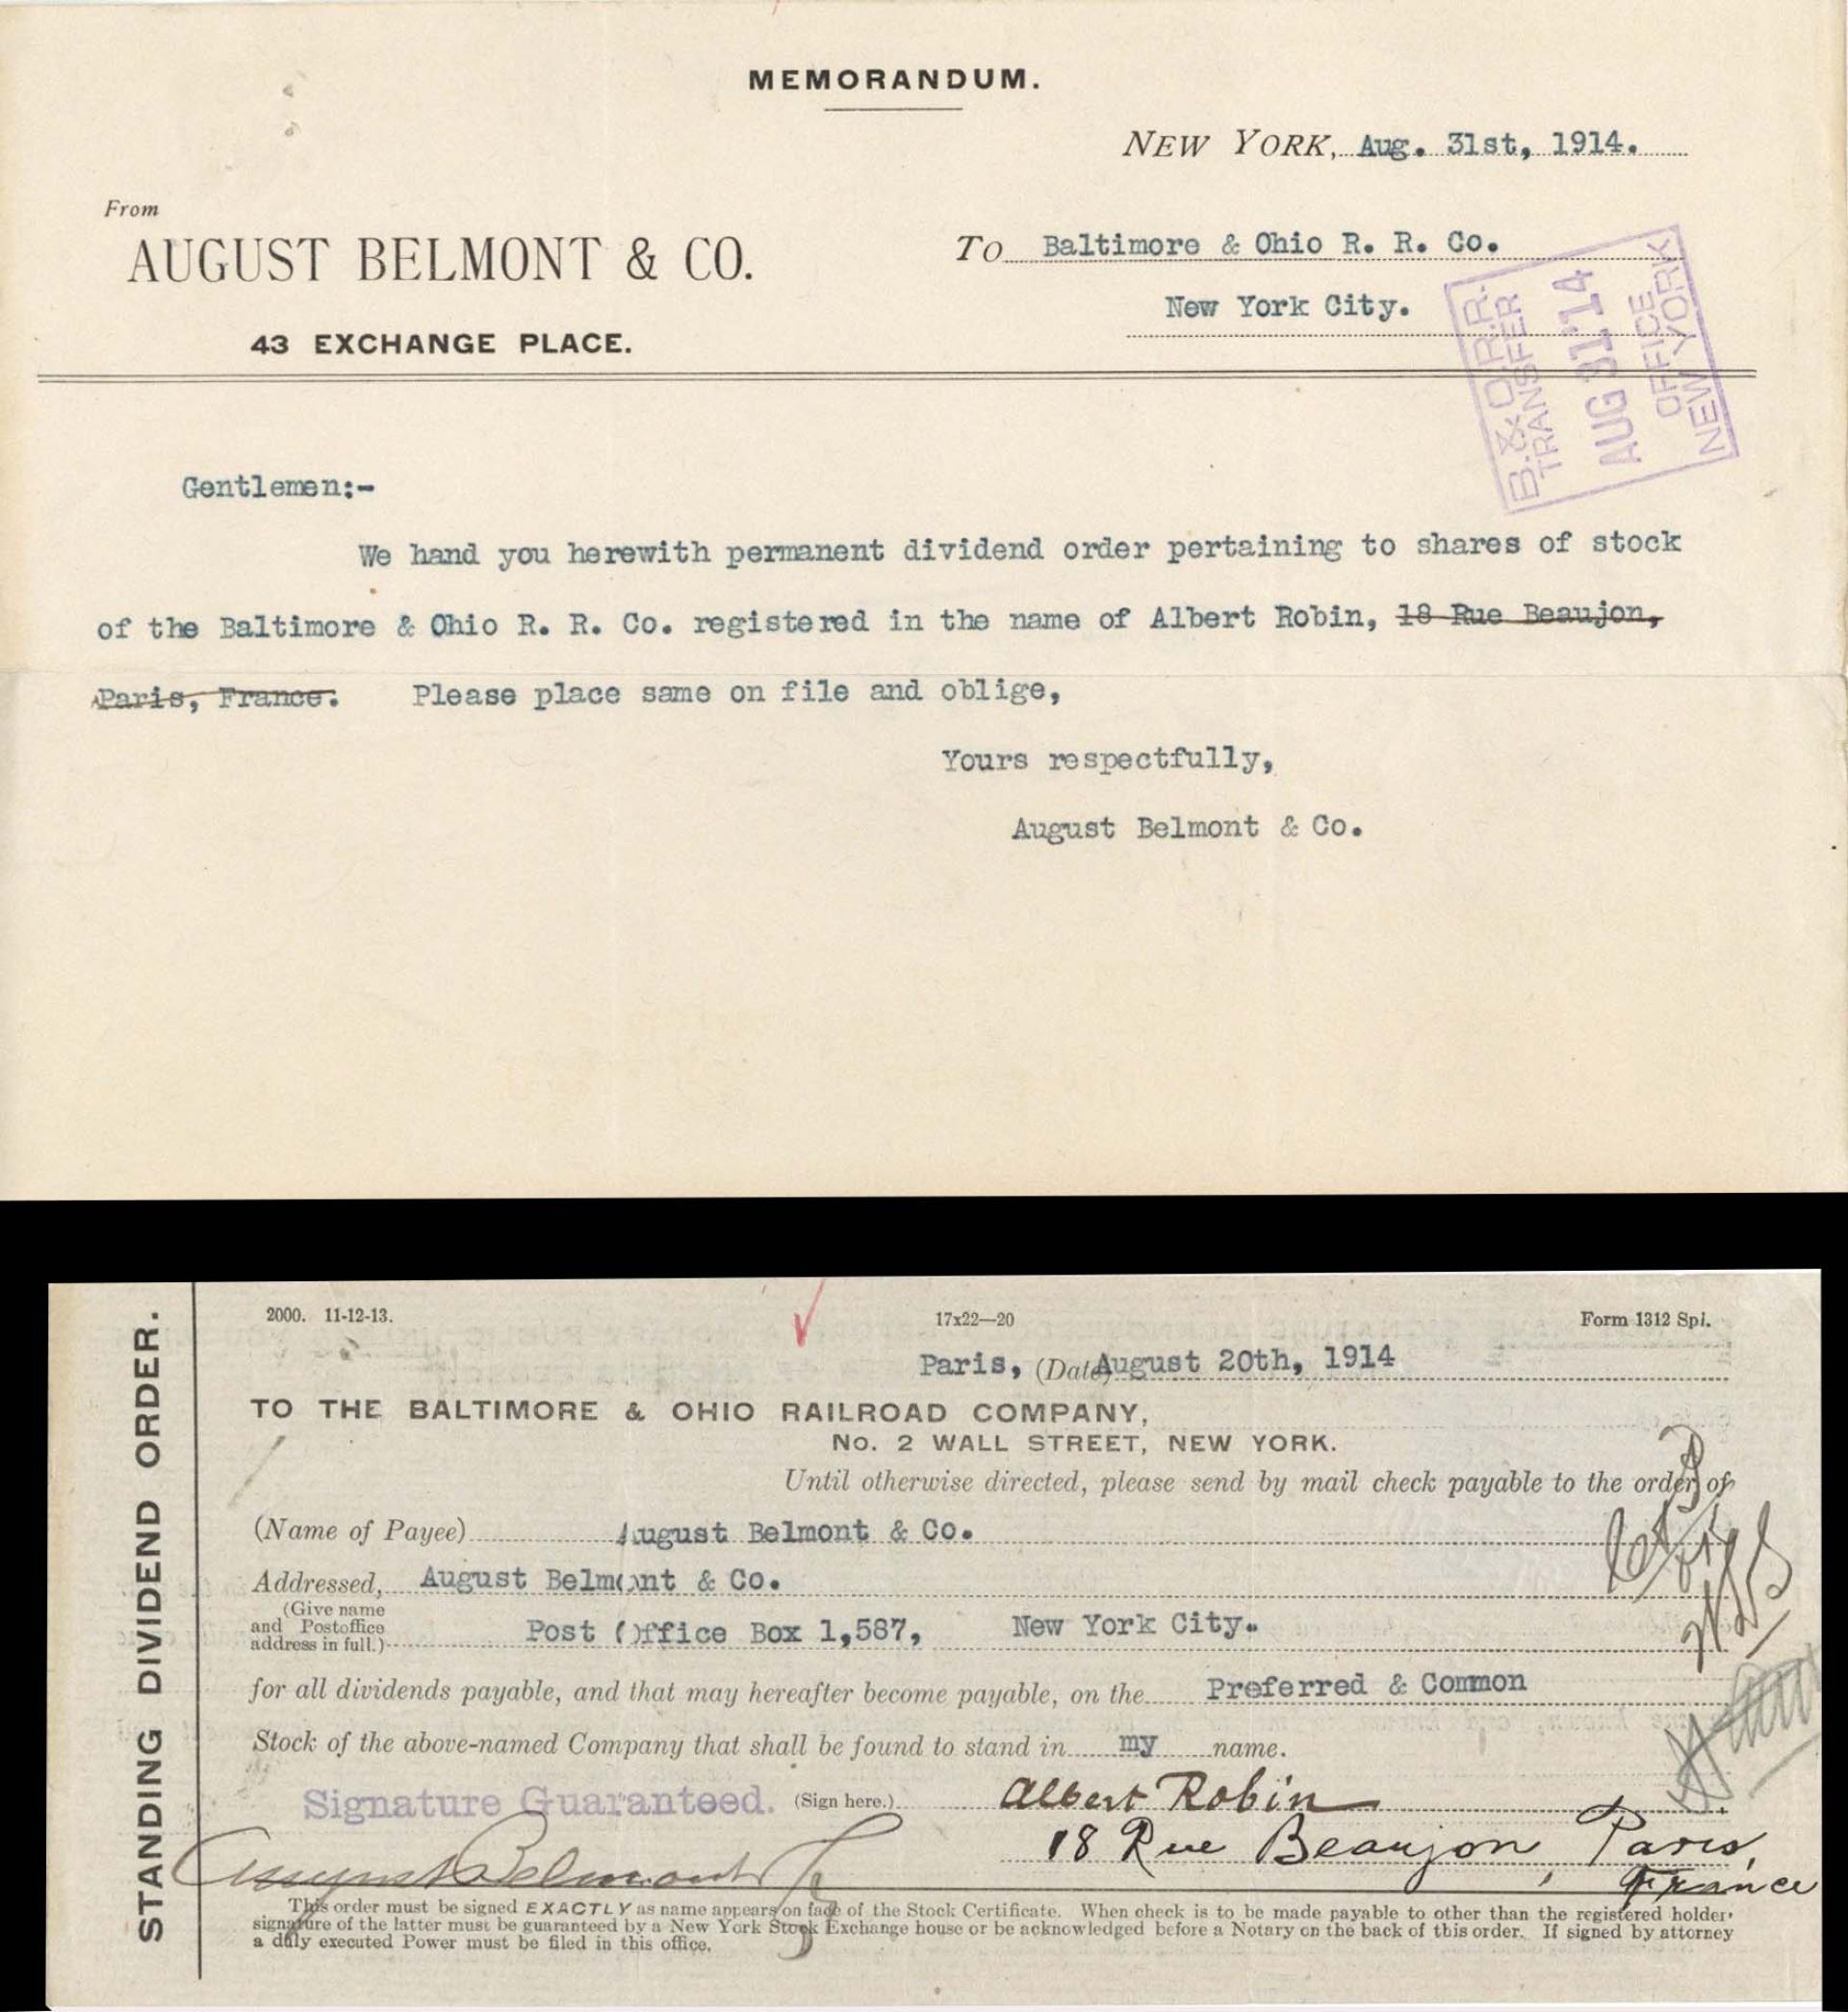 MEMORANDUM.
NEW YORK, Aug. 31st, 1914.
From
AUGUST BELMONT & CO.
43 EXCHANGE PLACE.
To Baltimore & Ohio R. R. Co.
New York City.
B. & O. R. R.
TRANSFER
AUG 31 '14
OFFICE
NEW YORK
Gentlemen:-
We hand you herewith permanent dividend order pertaining to shares of stock
of the Baltimore & Ohio R. R. Co. registered in the name of Albert Robin, 18 Rue Beaujon,
Paris, France. Please place same on file and oblige,
Yours respectfully,
August Belmont & Co.
STANDING DIVIDEND ORDER.
2000. 11-12-13. 17x22—20 Form 1312 Spl.
Paris, (Date) August 20th, 1914
TO THE BALTIMORE & OHIO RAILROAD COMPANY,
No. 2 WALL STREET, NEW YORK.
Until otherwise directed, please send by mail check payable to the order of
(Name of Payee) August Belmont & Co.
Addressed, August Belmont & Co.
(Give name
and Postoffice
address in full.) Post Office Box 1,587, New York City.
for all dividends payable, and that may hereafter become payable, on the Preferred & Common
Stock of the above-named Company that shall be found to stand in my name.
Signature Guaranteed. (Sign here.) Albert Robin
August Belmont & Co. 18 Rue Beaujon, Paris,
France
This order must be signed EXACTLY as name appears on face of the Stock Certificate. When check is to be made payable to other than the registered holder,
signature of the latter must be guaranteed by a New York Stock Exchange house or be acknowledged before a Notary on the back of this order. If signed by attorney
a duly executed Power must be filed in this office.